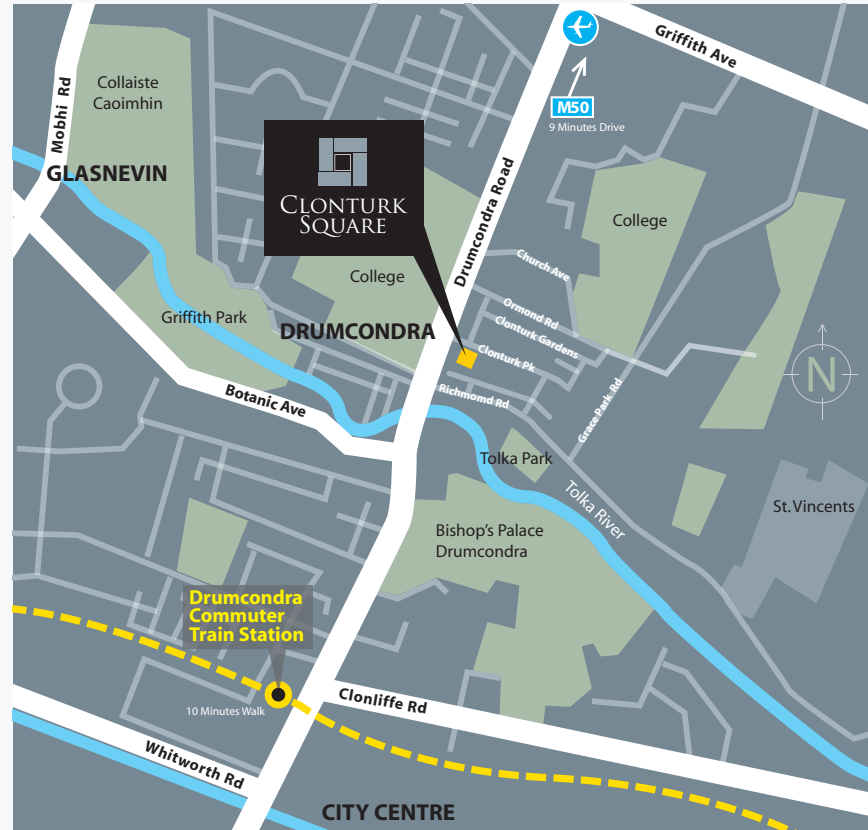 Griffith Ave
Mobhi Rd
Collaiste
Caoimhin
M50
9 Minutes Drive
GLASNEVIN
CLONTURK
SQUARE
Drumcondra Road
College
Church Ave
College
Griffith Park
Ormond Rd
DRUMCONDRA
Clonturk Gardens
Clonturk Pk
N
Botanic Ave
Richmomd Rd
Grace Park Rd
Tolka Park
Tolka River
St. Vincents
Bishop's Palace
Drumcondra
Drumcondra
Commuter
Train Station
10 Minutes Walk
Clonliffe Rd
Whitworth Rd
CITY CENTRE